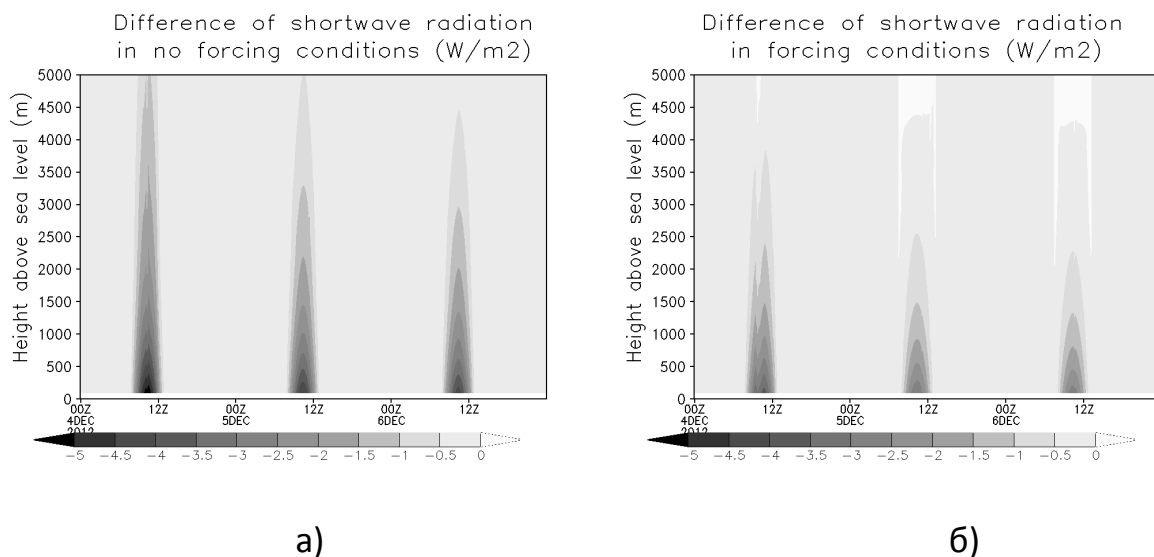 Difference of shortwave radiation
in no forcing conditions (W/m2)
Height above sea level (m)
5000
4500
4000
3500
3000
2500
2000
1500
1000
500
0
00Z 12Z 00Z 12Z 00Z 12Z
4DEC 5DEC 6DEC
2012
-5 -4.5 -4 -3.5 -3 -2.5 -2 -1.5 -1 -0.5 0
а)
Difference of shortwave radiation
in forcing conditions (W/m2)
Height above sea level (m)
5000
4500
4000
3500
3000
2500
2000
1500
1000
500
0
00Z 12Z 00Z 12Z 00Z 12Z
4DEC 5DEC 6DEC
2012
-5 -4.5 -4 -3.5 -3 -2.5 -2 -1.5 -1 -0.5 0
б)